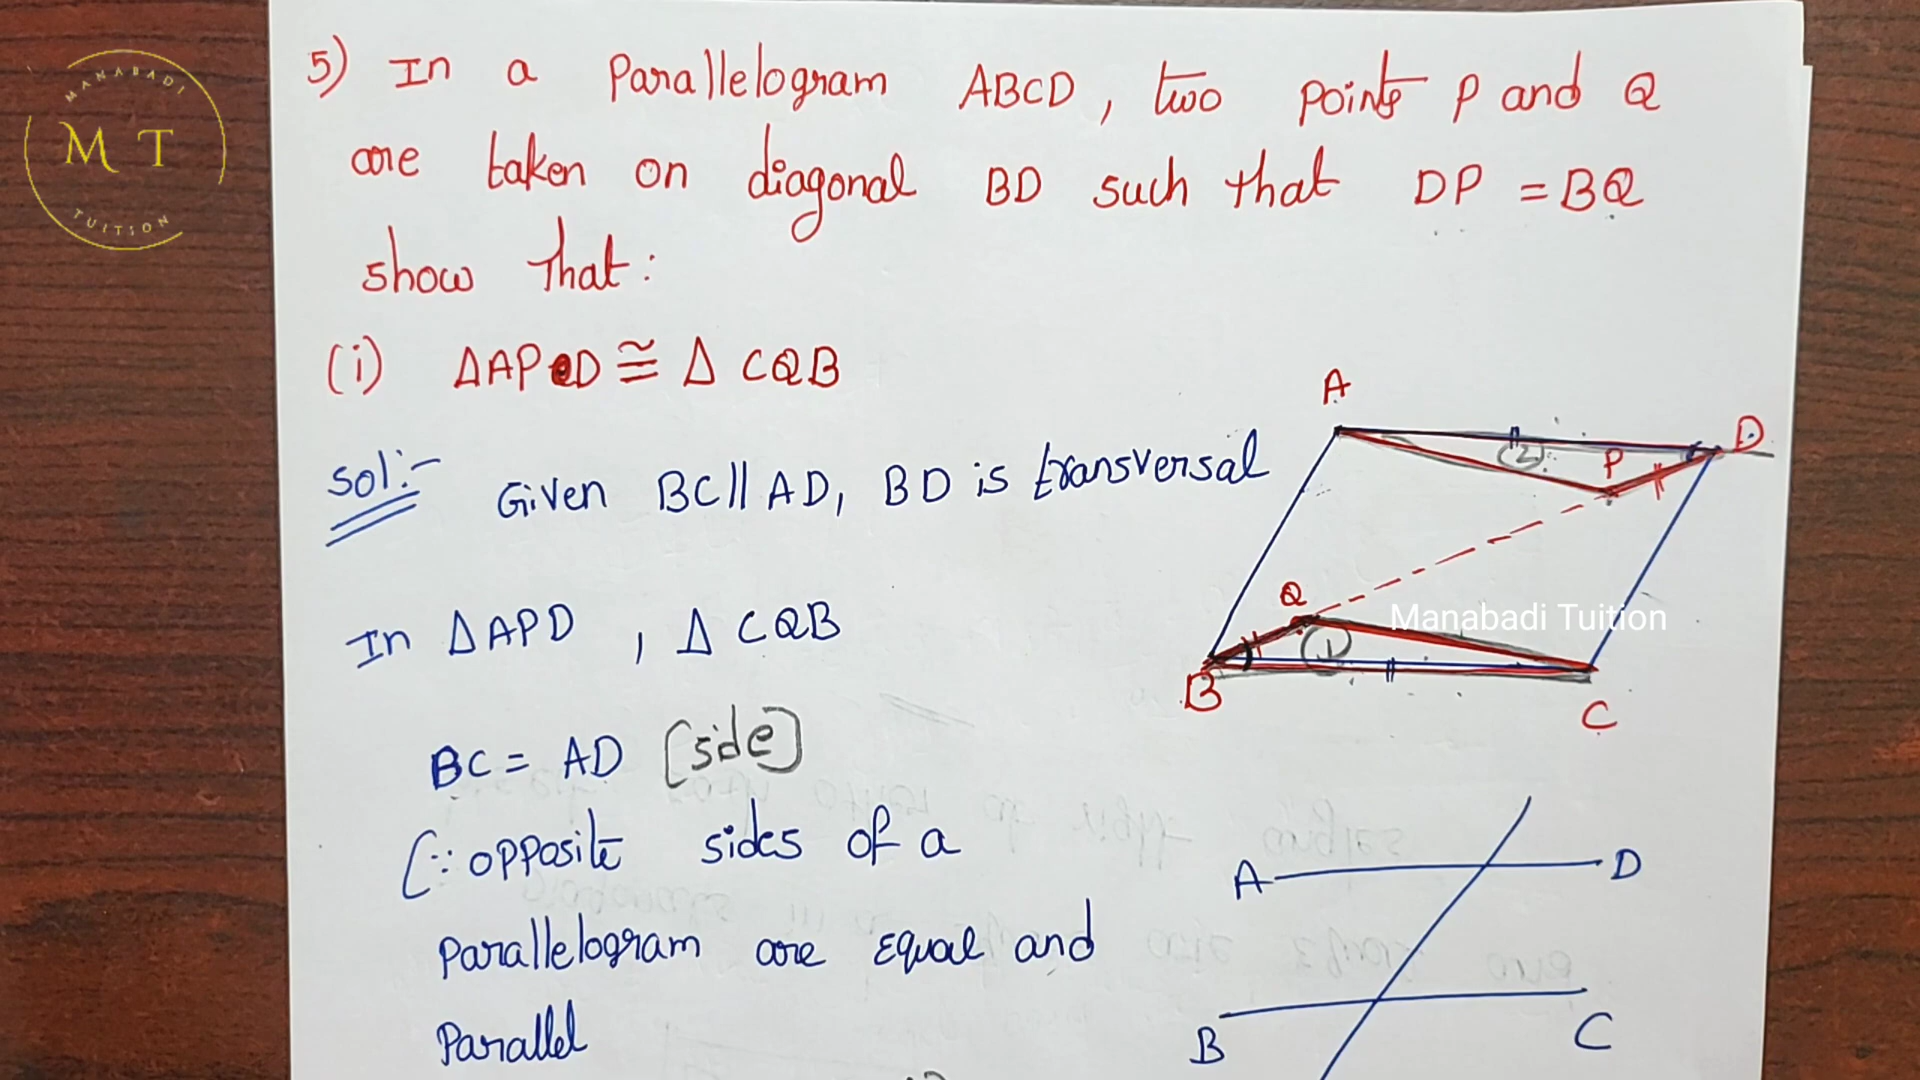 MANABADI
M T
TUITION
5) In a Parallelogram ABCD, two points P and Q
are taken on diagonal BD such that DP = BQ
show that:
(i) ΔAPD ≅ Δ CQB
Sol:-
Given BC || AD, BD is transversal
In ΔAPD , Δ CQB
BC = AD [side]
[∵ opposite sides of a
Parallelogram are equal and
Parallel
A
D
P
2
Q
1
B
C
Manabadi Tuition
A D
B C